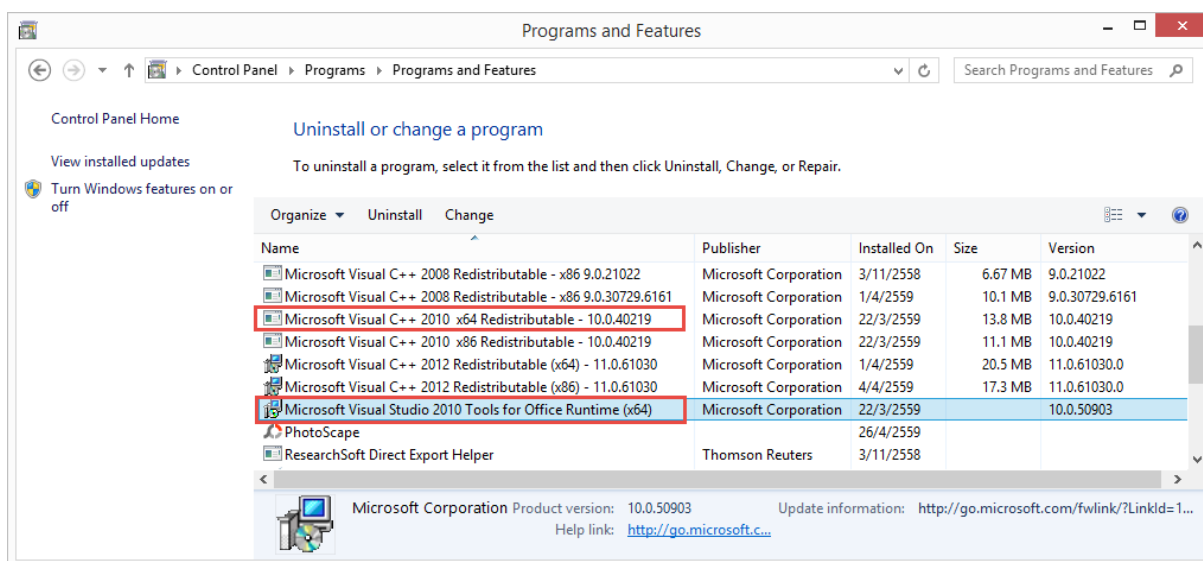 Programs and Features
Control Panel Programs Programs and Features Search Programs and Features
Control Panel Home
View installed updates
Turn Windows features on or
off
Uninstall or change a program
To uninstall a program, select it from the list and then click Uninstall, Change, or Repair.
Organize Uninstall Change
Name Publisher Installed On Size Version
Microsoft Visual C++ 2008 Redistributable - x86 9.0.21022 Microsoft Corporation 3/11/2558 6.67 MB 9.0.21022
Microsoft Visual C++ 2008 Redistributable - x86 9.0.30729.6161 Microsoft Corporation 1/4/2559 10.1 MB 9.0.30729.6161
Microsoft Visual C++ 2010 x64 Redistributable - 10.0.40219 Microsoft Corporation 22/3/2559 13.8 MB 10.0.40219
Microsoft Visual C++ 2010 x86 Redistributable - 10.0.40219 Microsoft Corporation 22/3/2559 11.1 MB 10.0.40219
Microsoft Visual C++ 2012 Redistributable (x64) - 11.0.61030 Microsoft Corporation 1/4/2559 20.5 MB 11.0.61030.0
Microsoft Visual C++ 2012 Redistributable (x86) - 11.0.61030 Microsoft Corporation 4/4/2559 17.3 MB 11.0.61030.0
Microsoft Visual Studio 2010 Tools for Office Runtime (x64) Microsoft Corporation 22/3/2559 10.0.50903
PhotoScape 26/4/2559
ResearchSoft Direct Export Helper Thomson Reuters 3/11/2558
Microsoft Corporation Product version: 10.0.50903 Update information: http://go.microsoft.com/fwlink/?LinkId=1...
Help link: http://go.microsoft.c...